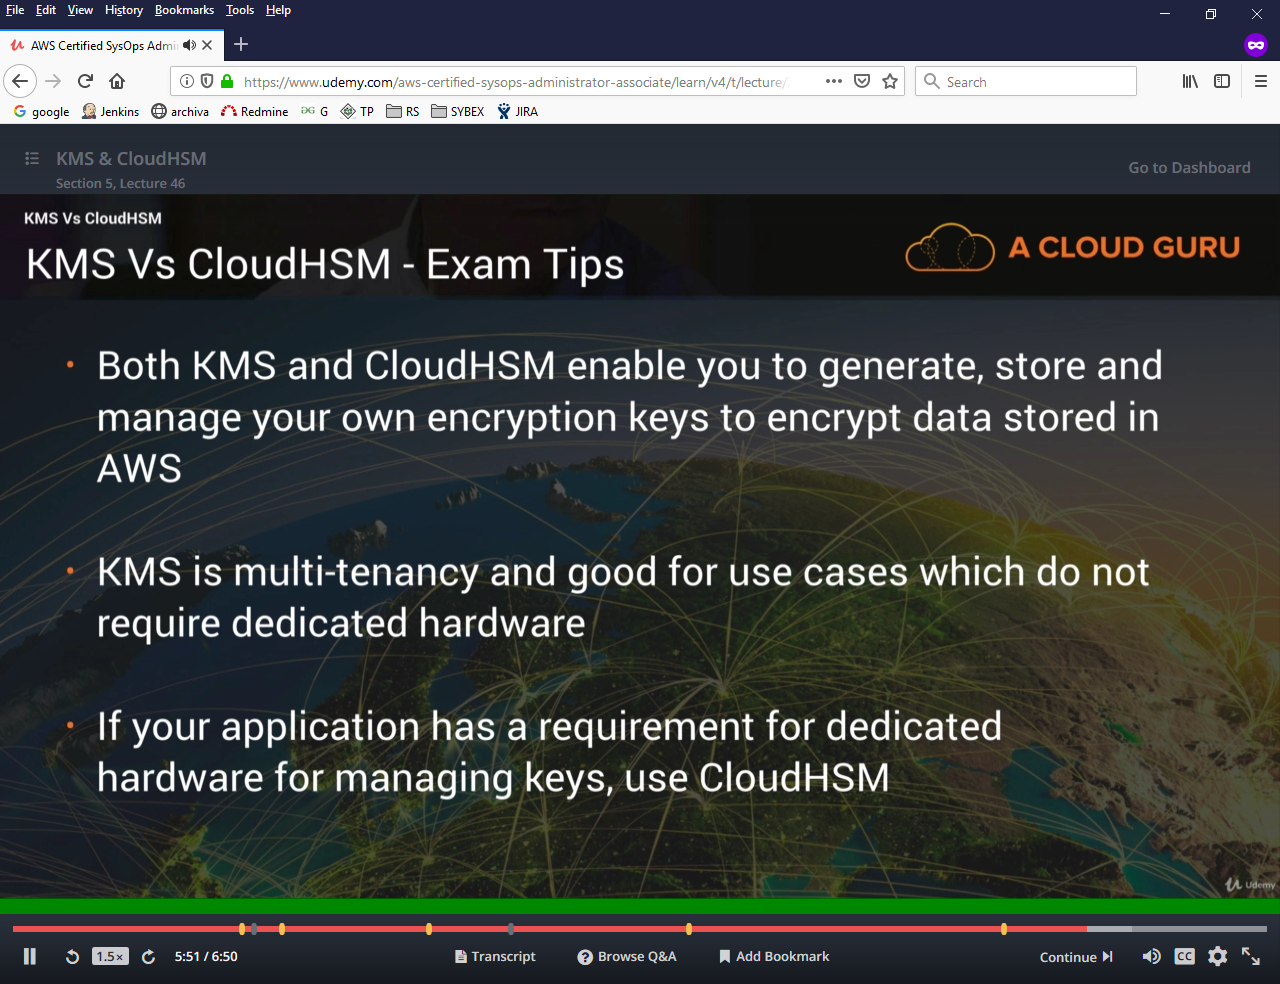 File Edit View History Bookmarks Tools Help
AWS Certified SysOps Admi
https://www.udemy.com/aws-certified-sysops-administrator-associate/learn/v4/t/lecture/
Search
google Jenkins archiva Redmine G TP RS SYBEX JIRA
KMS & CloudHSM
Section 5, Lecture 46
Go to Dashboard
KMS Vs CloudHSM
KMS Vs CloudHSM - Exam Tips
A CLOUD GURU
• Both KMS and CloudHSM enable you to generate, store and
manage your own encryption keys to encrypt data stored in
AWS
• KMS is multi-tenancy and good for use cases which do not
require dedicated hardware
• If your application has a requirement for dedicated
hardware for managing keys, use CloudHSM
Udemy
1.5× 5:51 / 6:50 Transcript Browse Q&A Add Bookmark Continue CC